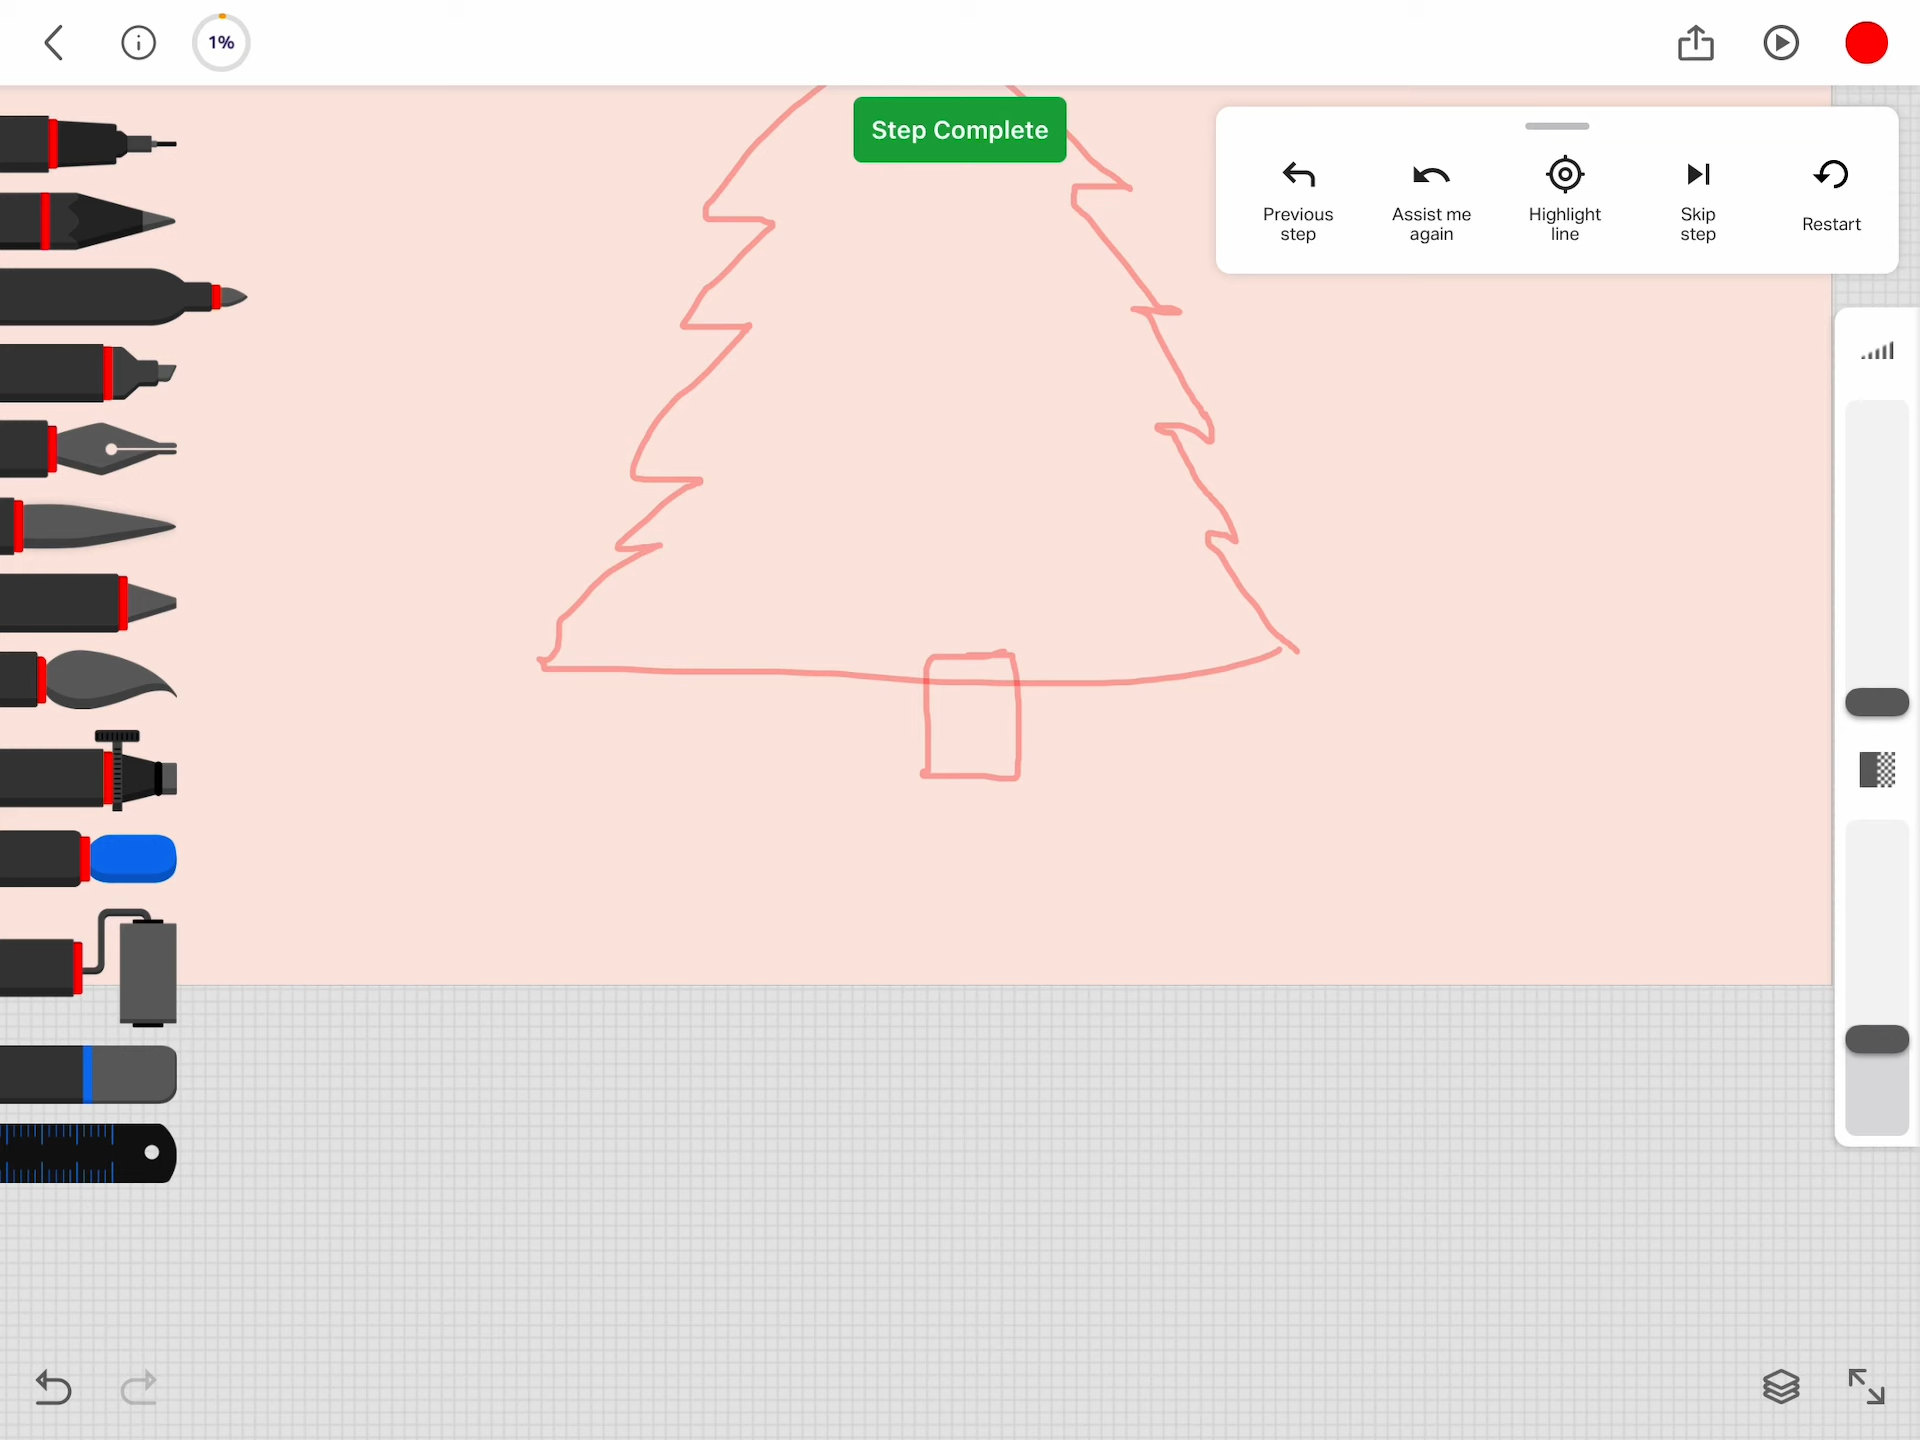 1%
Step Complete
Previous
step
Assist me
again
Highlight
line
Skip
step
Restart